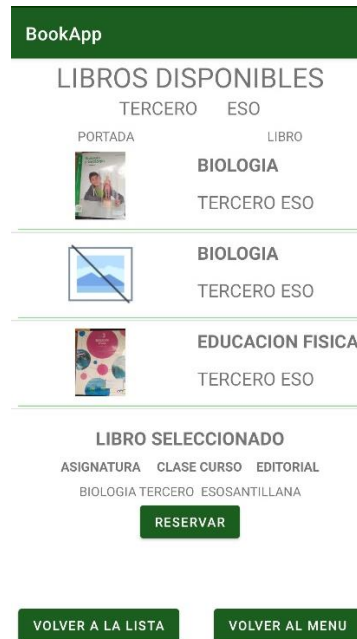 BookApp
LIBROS DISPONIBLES
TERCERO ESO
PORTADA LIBRO
BIOLOGIA
TERCERO ESO
BIOLOGIA
TERCERO ESO
EDUCACION FISICA
TERCERO ESO
LIBRO SELECCIONADO
ASIGNATURA CLASE CURSO EDITORIAL
BIOLOGIA TERCERO ESOSANTILLANA
RESERVAR
VOLVER A LA LISTA VOLVER AL MENU